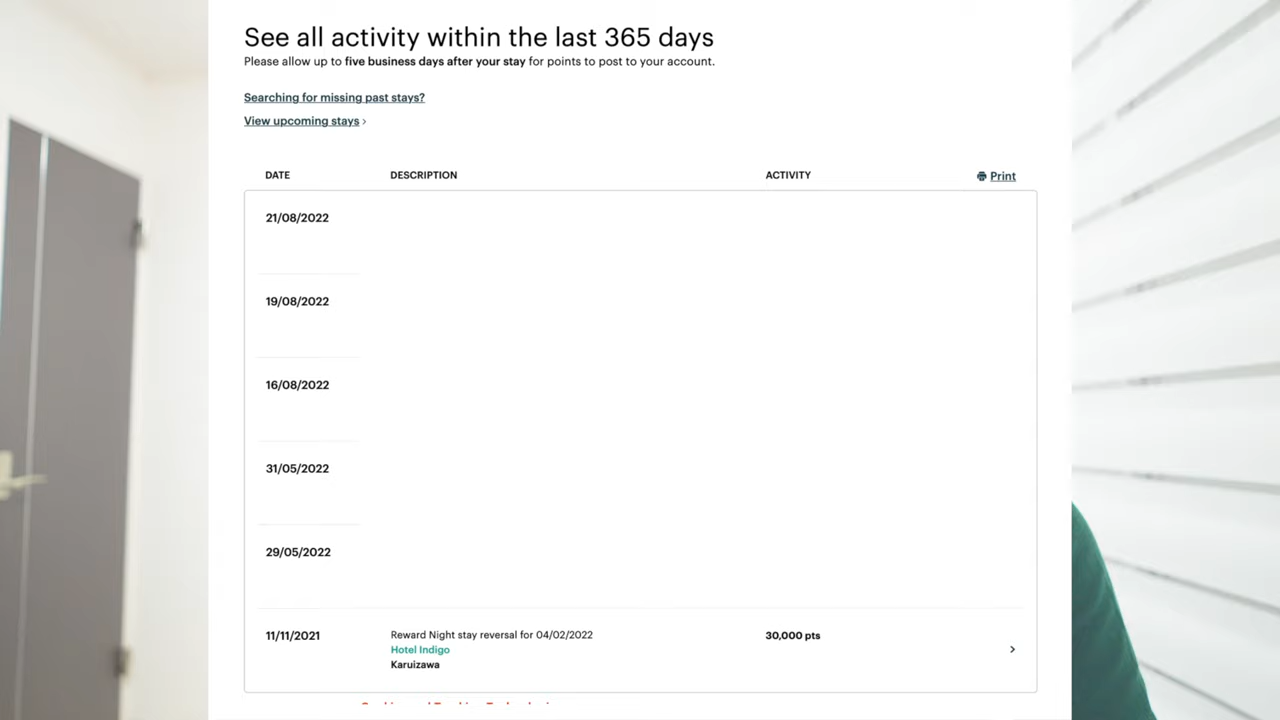 See all activity within the last 365 days
Please allow up to five business days after your stay for points to post to your account.
Searching for missing past stays?
View upcoming stays ›
DATE DESCRIPTION ACTIVITY Print
21/08/2022
19/08/2022
16/08/2022
31/05/2022
29/05/2022
11/11/2021 Reward Night stay reversal for 04/02/2022 30,000 pts
Hotel Indigo
Karuizawa